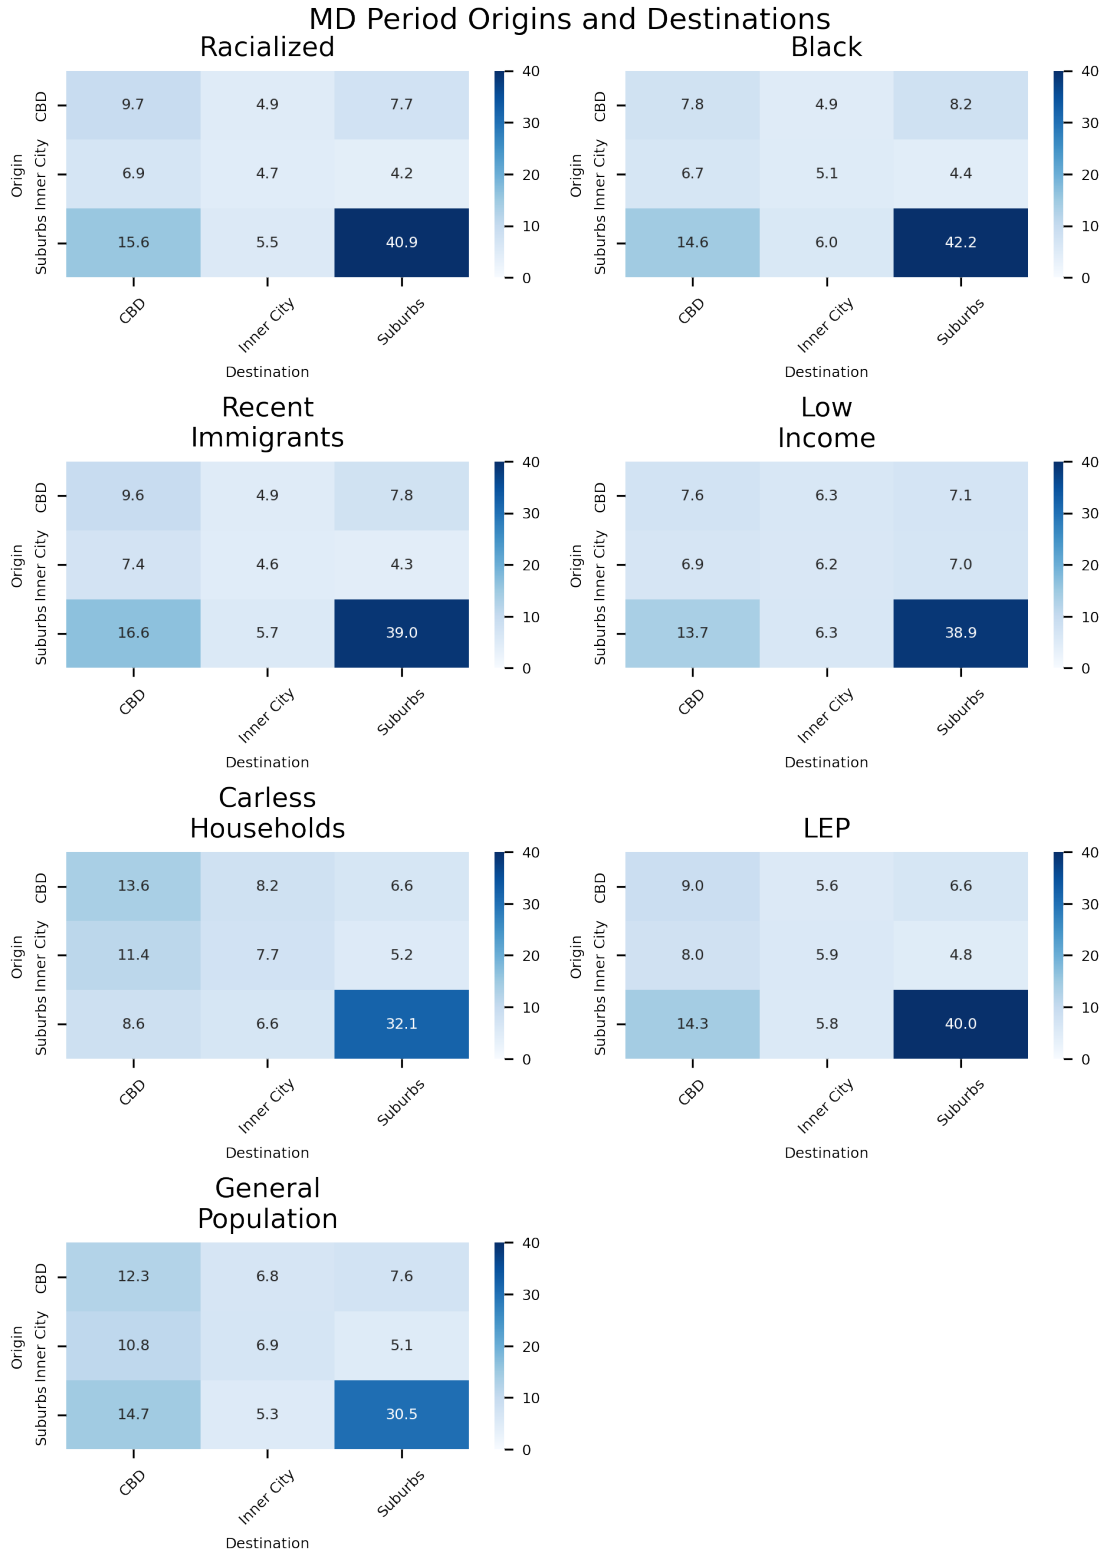 MD Period Origins and Destinations
Racialized
Origin
CBD
Inner City
Suburbs
9.7 4.9 7.7
6.9 4.7 4.2
15.6 5.5 40.9
CBD Inner City Suburbs
Destination
40
30
20
10
0
Black
Origin
CBD
Inner City
Suburbs
7.8 4.9 8.2
6.7 5.1 4.4
14.6 6.0 42.2
CBD Inner City Suburbs
Destination
40
30
20
10
0
Recent
Immigrants
Origin
CBD
Inner City
Suburbs
9.6 4.9 7.8
7.4 4.6 4.3
16.6 5.7 39.0
CBD Inner City Suburbs
Destination
40
30
20
10
0
Low
Income
Origin
CBD
Inner City
Suburbs
7.6 6.3 7.1
6.9 6.2 7.0
13.7 6.3 38.9
CBD Inner City Suburbs
Destination
40
30
20
10
0
Carless
Households
Origin
CBD
Inner City
Suburbs
13.6 8.2 6.6
11.4 7.7 5.2
8.6 6.6 32.1
CBD Inner City Suburbs
Destination
40
30
20
10
0
LEP
Origin
CBD
Inner City
Suburbs
9.0 5.6 6.6
8.0 5.9 4.8
14.3 5.8 40.0
CBD Inner City Suburbs
Destination
40
30
20
10
0
General
Population
Origin
CBD
Inner City
Suburbs
12.3 6.8 7.6
10.8 6.9 5.1
14.7 5.3 30.5
CBD Inner City Suburbs
Destination
40
30
20
10
0